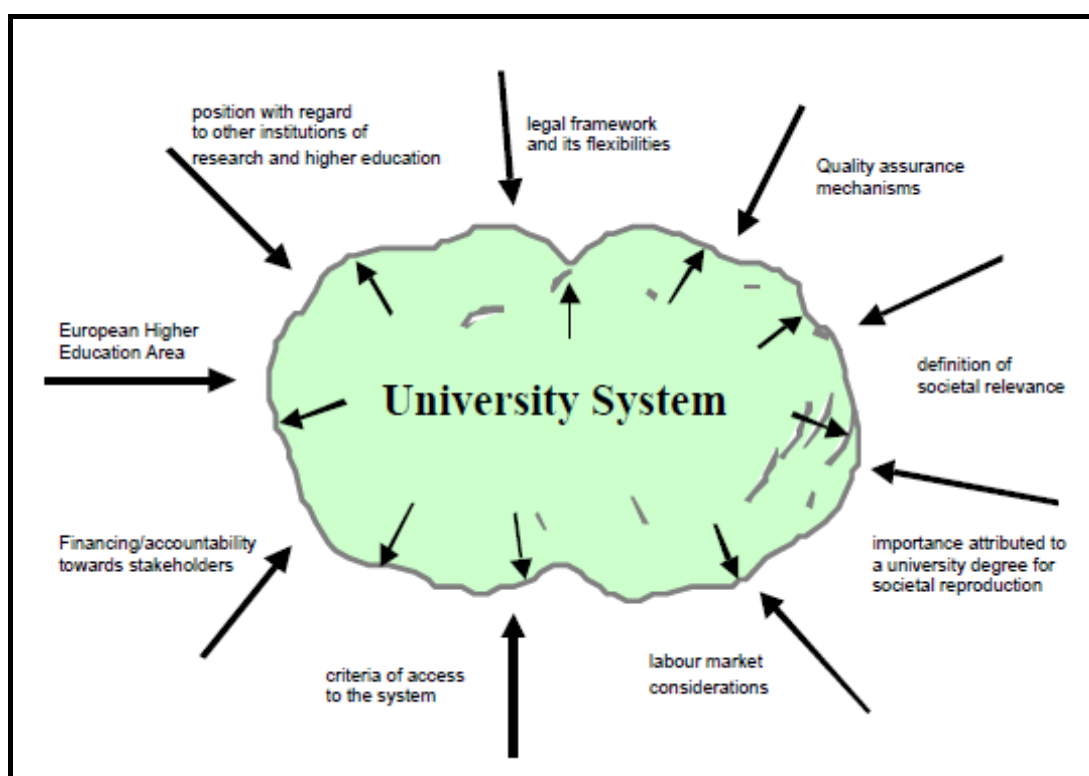 position with regard
to other institutions of
research and higher education
legal framework
and its flexibilities
Quality assurance
mechanisms
European Higher
Education Area
definition of
societal relevance
University System
Financing/accountability
towards stakeholders
importance attributed to
a university degree for
societal reproduction
criteria of access
to the system
labour market
considerations